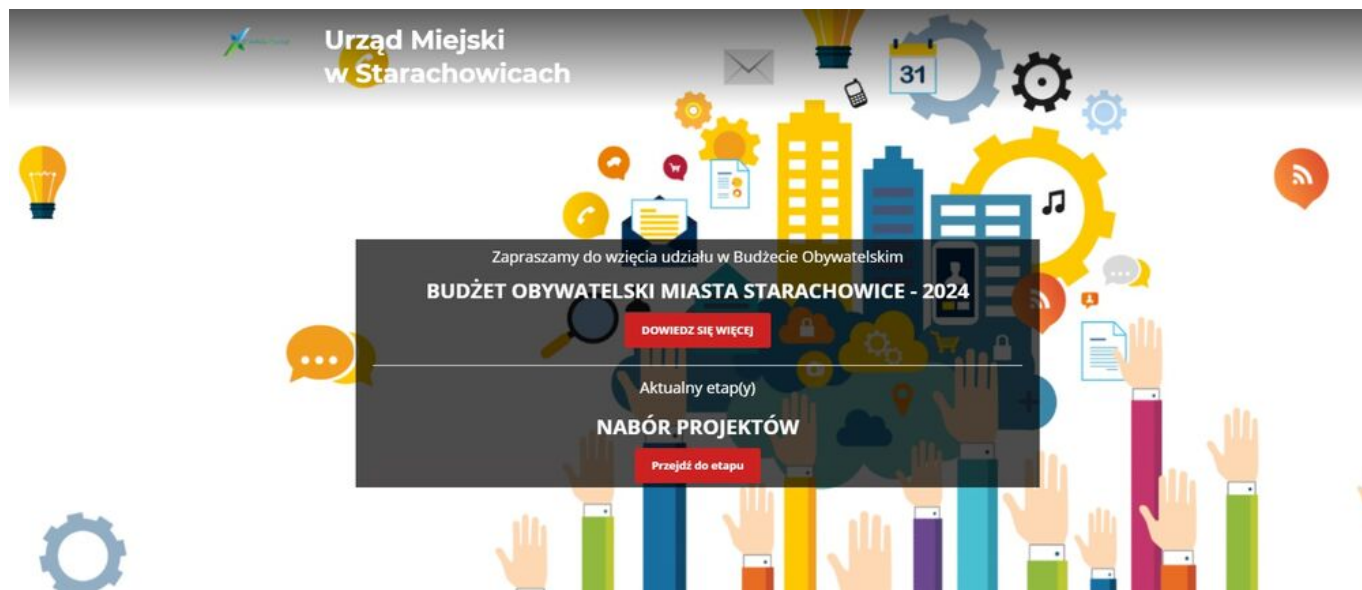 Urząd Miejski
w Starachowicach
31
Zapraszamy do wzięcia udziału w Budżecie Obywatelskim
BUDŻET OBYWATELSKI MIASTA STARACHOWICE - 2024
DOWIEDZ SIĘ WIĘCEJ
Aktualny etap(y)
NABÓR PROJEKTÓW
Przejdź do etapu